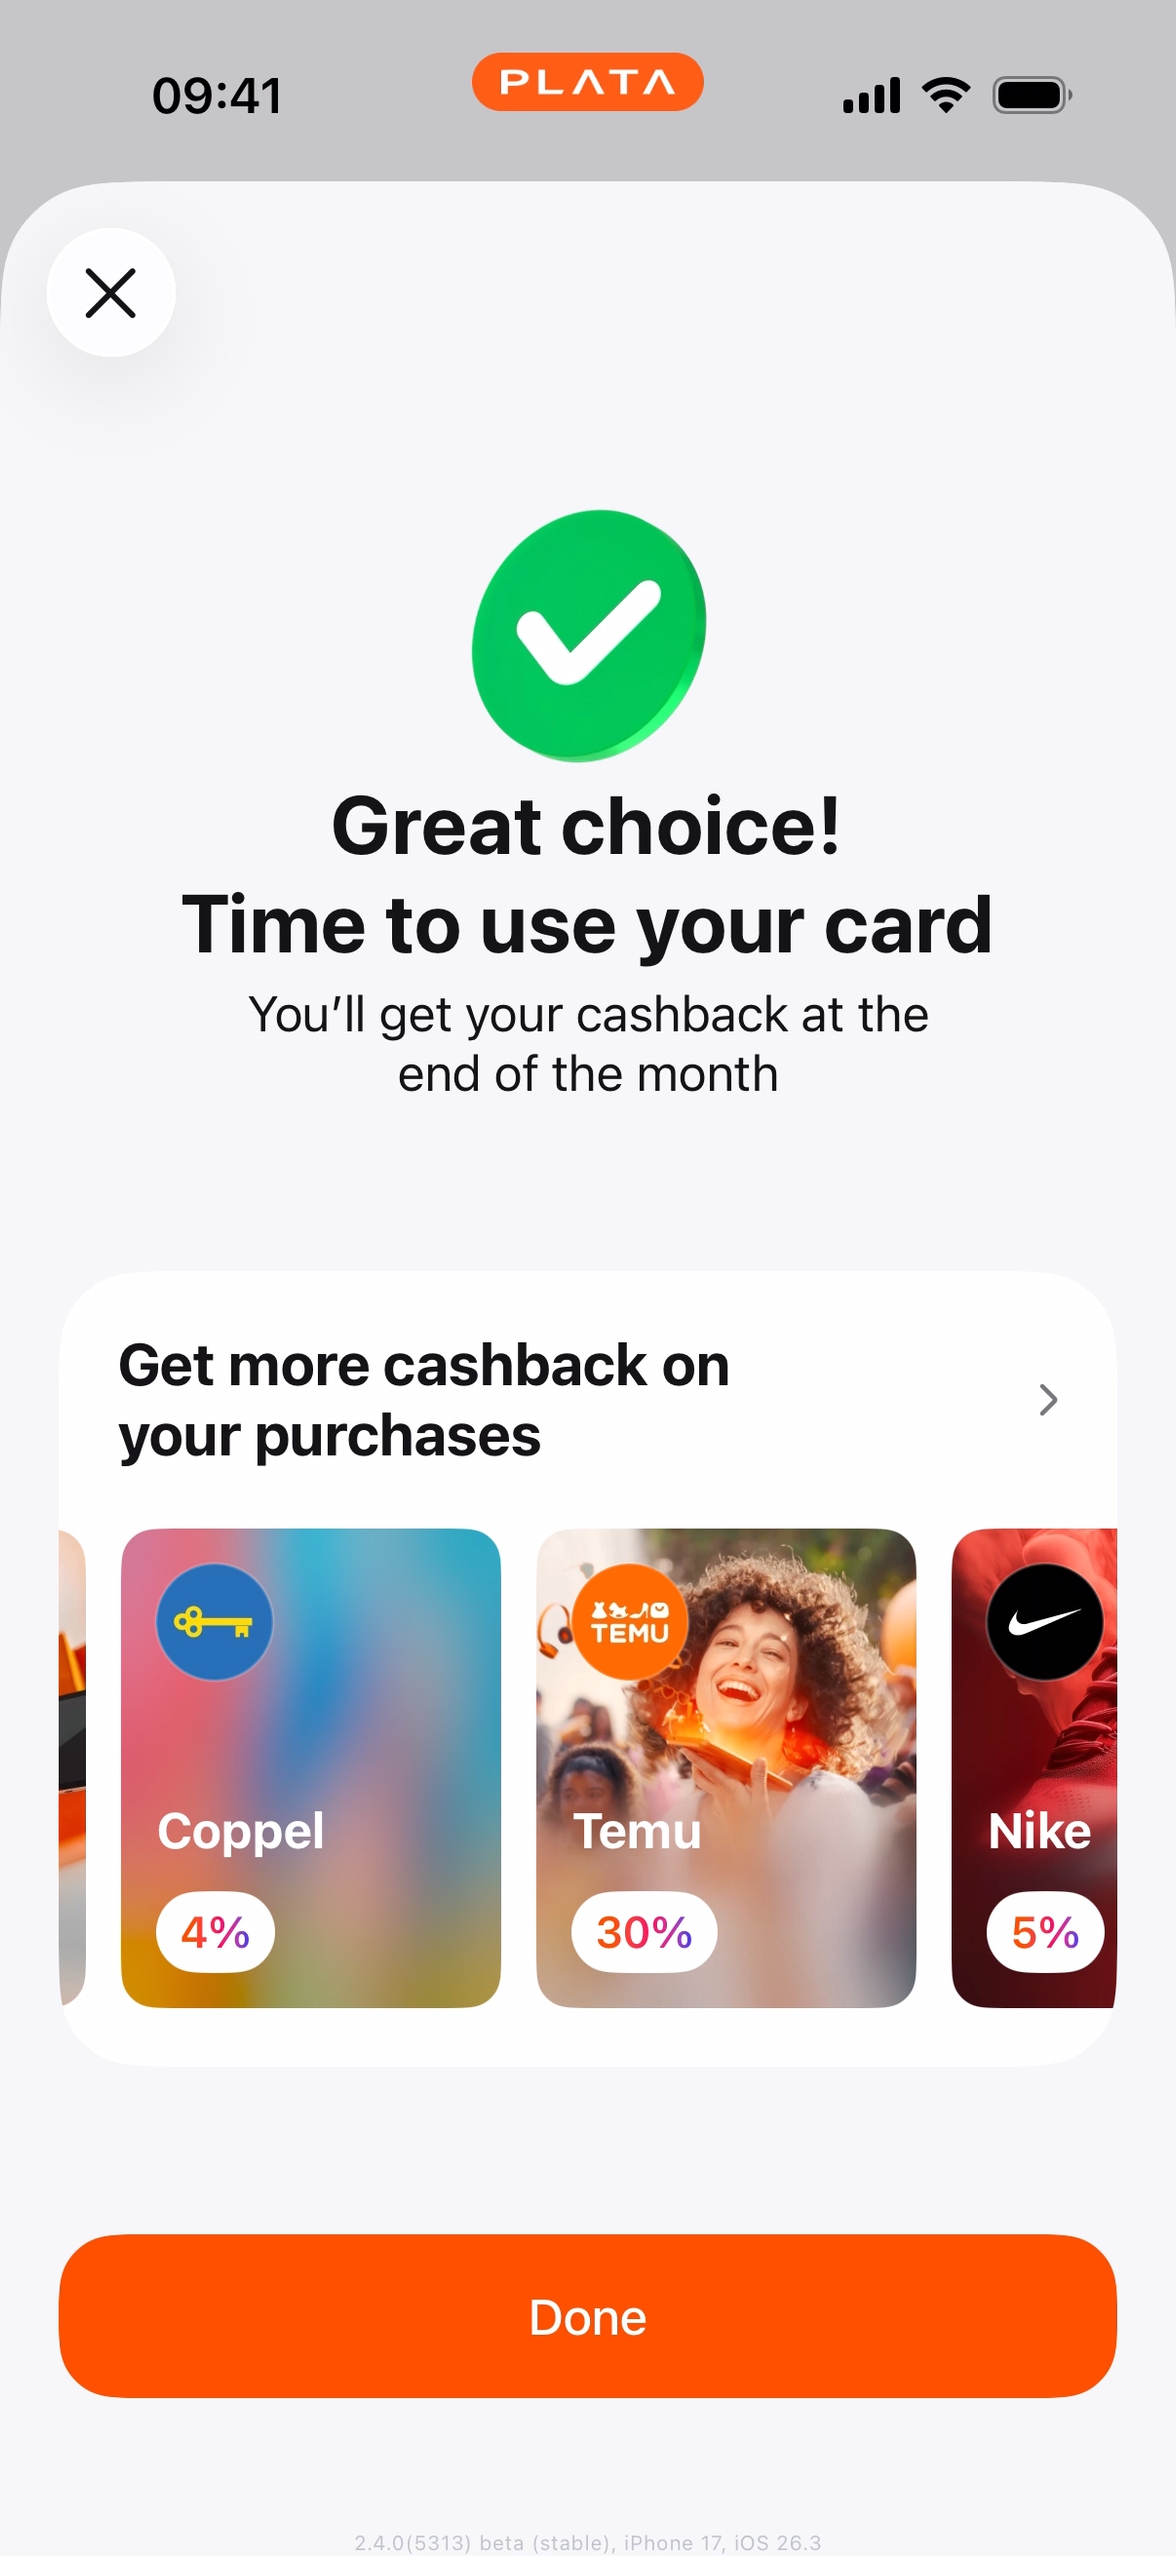 09:41
PLATA
Great choice!
Time to use your card
You’ll get your cashback at the
end of the month
Get more cashback on
your purchases
TEMU
Coppel
Temu
Nike
4%
30%
5%
Done
2.4.0(5313) beta (stable), iPhone 17, iOS 26.3